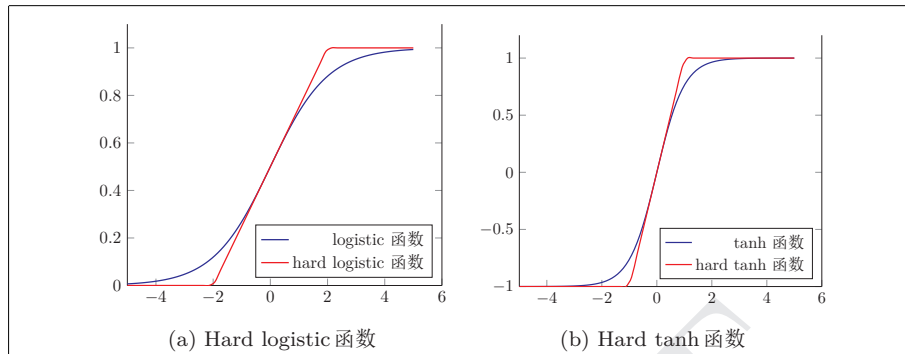 1
0.8
0.6
0.4
0.2
0
−4 −2 0 2 4 6
logistic 函数
hard logistic 函数
(a) Hard logistic 函数
1
0.5
0
−0.5
−1
−4 −2 0 2 4 6
tanh 函数
hard tanh 函数
(b) Hard tanh 函数